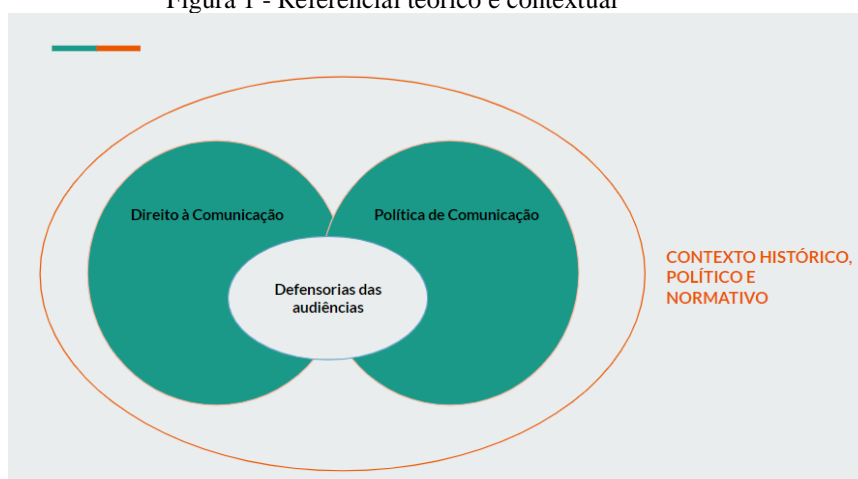 Figura 1 - Referencial teórico e contextual
Direito à Comunicação
Política de Comunicação
Defensorias das
audiências
CONTEXTO HISTÓRICO,
POLÍTICO E
NORMATIVO